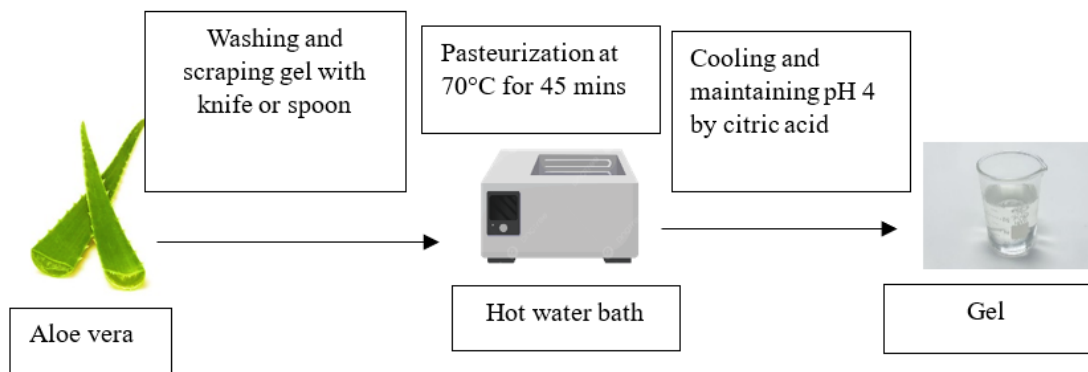 Washing and
scraping gel with
knife or spoon
Pasteurization at
70°C for 45 mins
Cooling and
maintaining pH 4
by citric acid
Aloe vera
Hot water bath
Gel